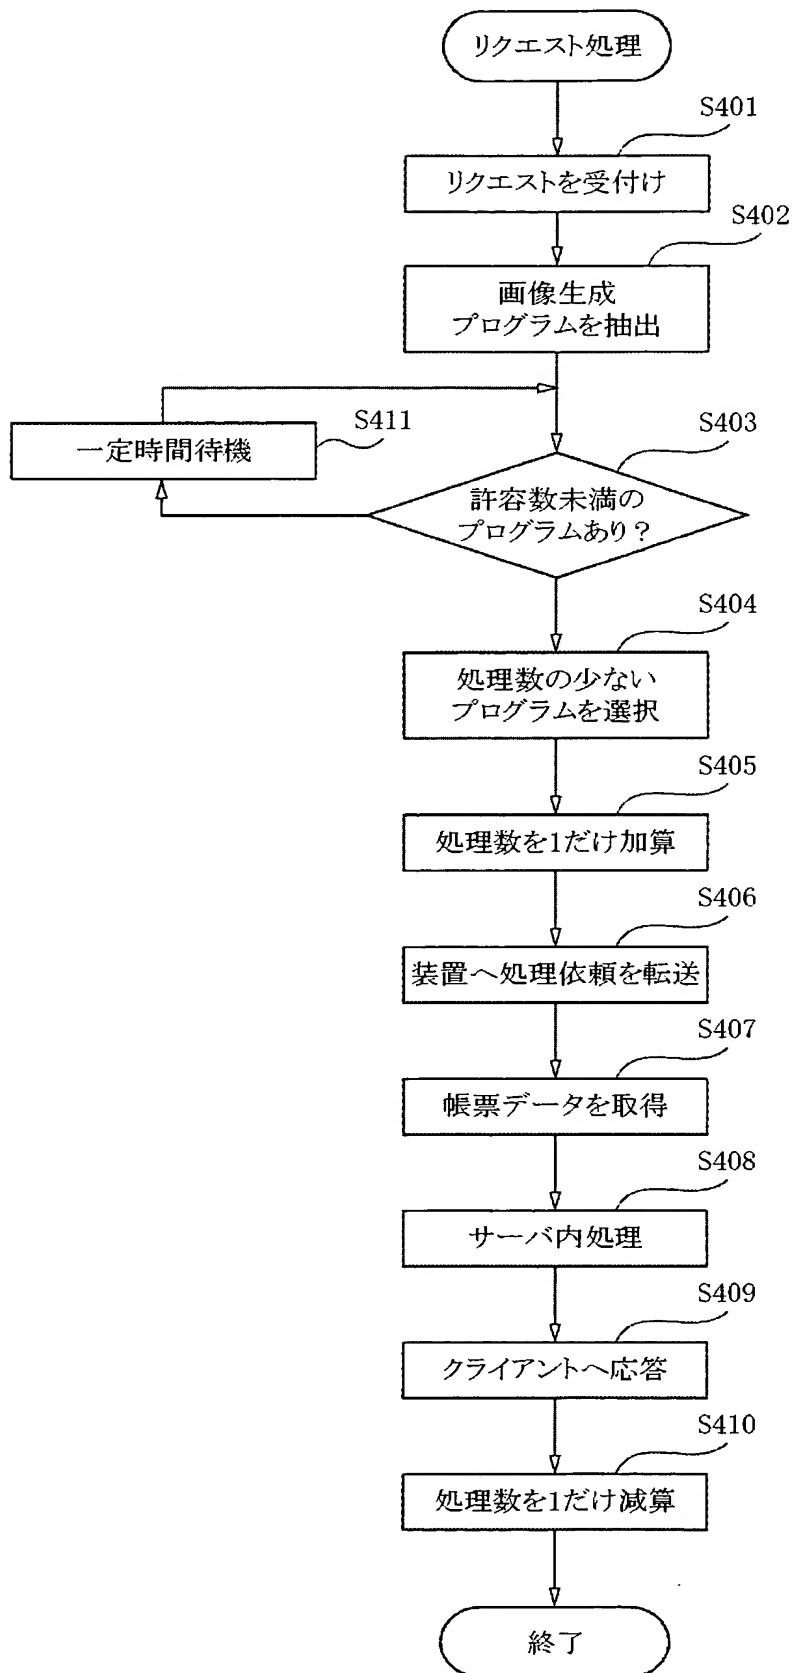 リクエスト処理
S401
リクエストを受付け
S402
画像生成
プログラムを抽出
S411
一定時間待機
S403
許容数未満の
プログラムあり?
S404
処理数の少ない
プログラムを選択
S405
処理数を1だけ加算
S406
装置へ処理依頼を転送
S407
帳票データを取得
S408
サーバ内処理
S409
クライアントへ応答
S410
処理数を1だけ減算
終了